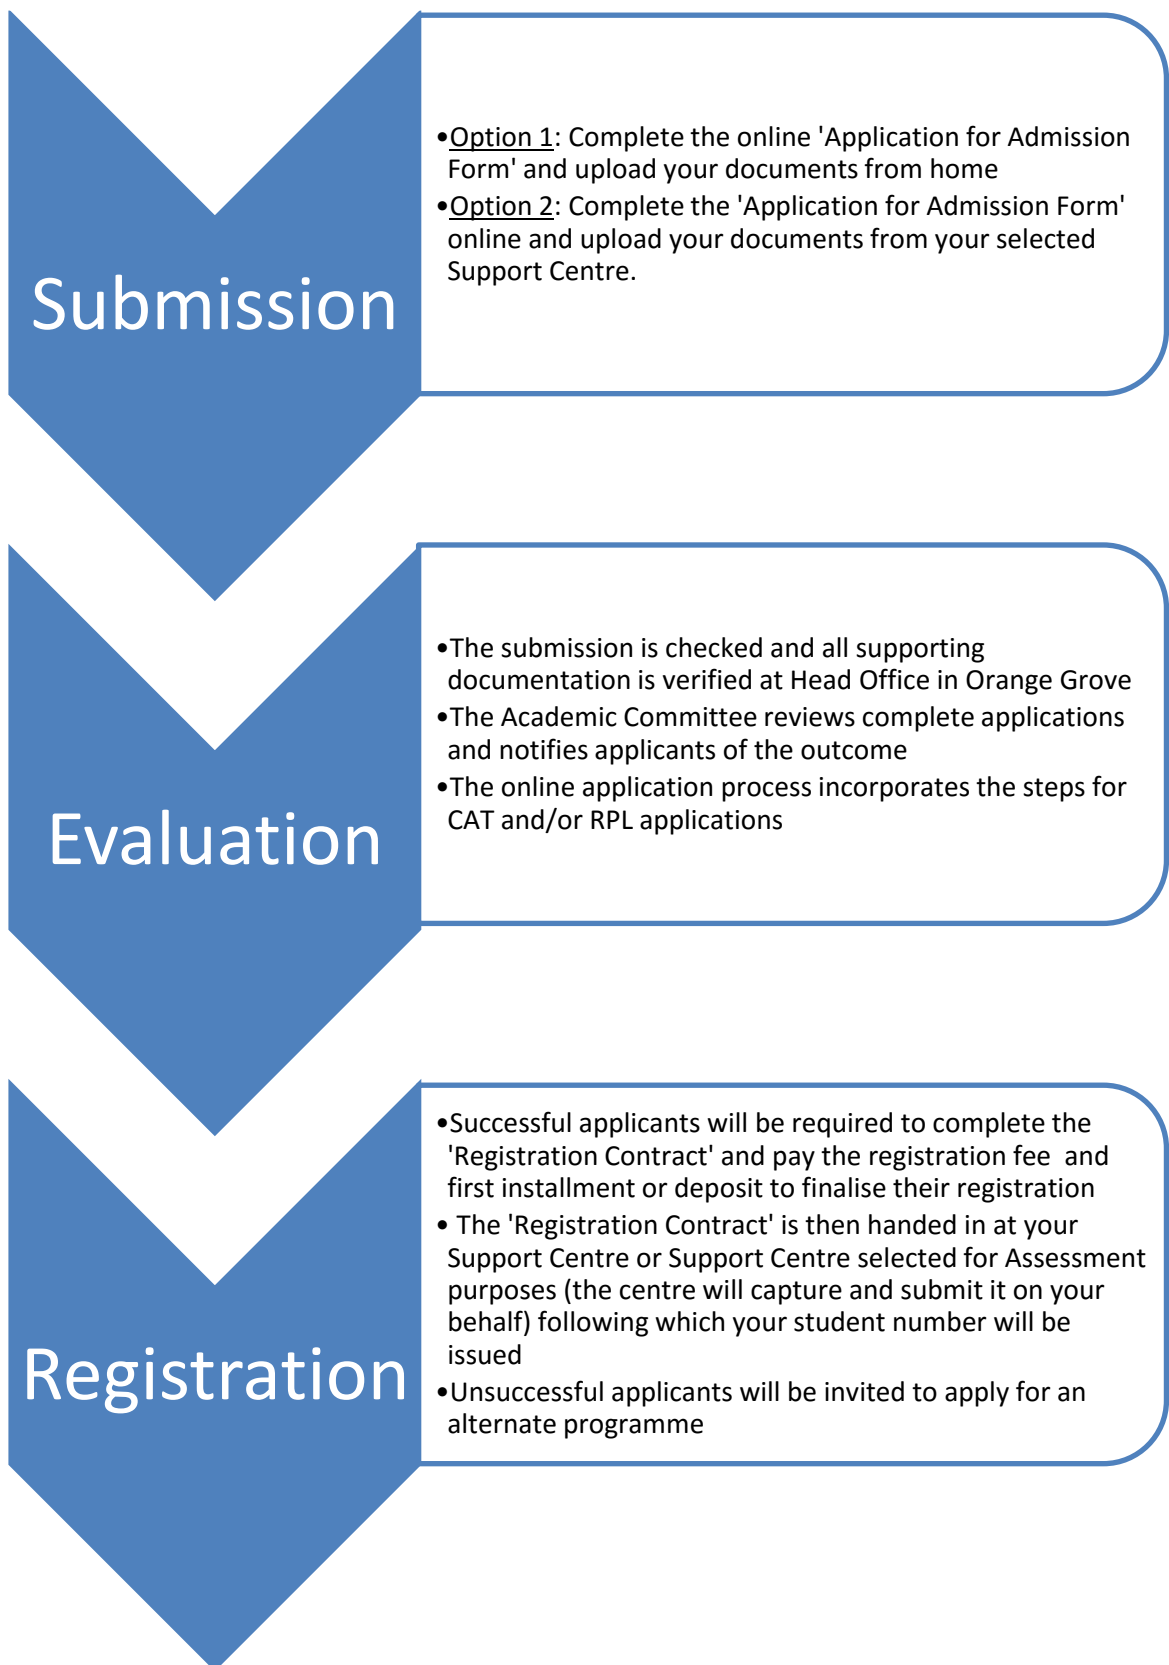 Submission
•Option 1: Complete the online 'Application for Admission
Form' and upload your documents from home
•Option 2: Complete the 'Application for Admission Form'
online and upload your documents from your selected
Support Centre.
Evaluation
•The submission is checked and all supporting
documentation is verified at Head Office in Orange Grove
•The Academic Committee reviews complete applications
and notifies applicants of the outcome
•The online application process incorporates the steps for
CAT and/or RPL applications
Registration
•Successful applicants will be required to complete the
'Registration Contract' and pay the registration fee  and
first installment or deposit to finalise their registration
• The 'Registration Contract' is then handed in at your
Support Centre or Support Centre selected for Assessment
purposes (the centre will capture and submit it on your
behalf) following which your student number will be
issued
•Unsuccessful applicants will be invited to apply for an
alternate programme